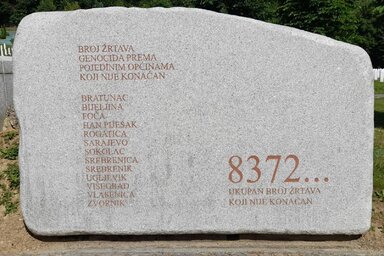 BROJ ŽRTAVA
GENOCIDA PREMA
POJEDINIM OPĆINAMA
KOJI NIJE KONAČAN
BRATUNAC
BIJELJINA
FOČA
HAN PIJESAK
ROGATICA
SARAJEVO
SOKOLAC
SREBRENICA
SREBRENIK
UGLJEVIK
VIŠEGRAD
VLASENICA
ZVORNIK
8372...
UKUPAN BROJ ŽRTAVA
KOJI NIJE KONAČAN